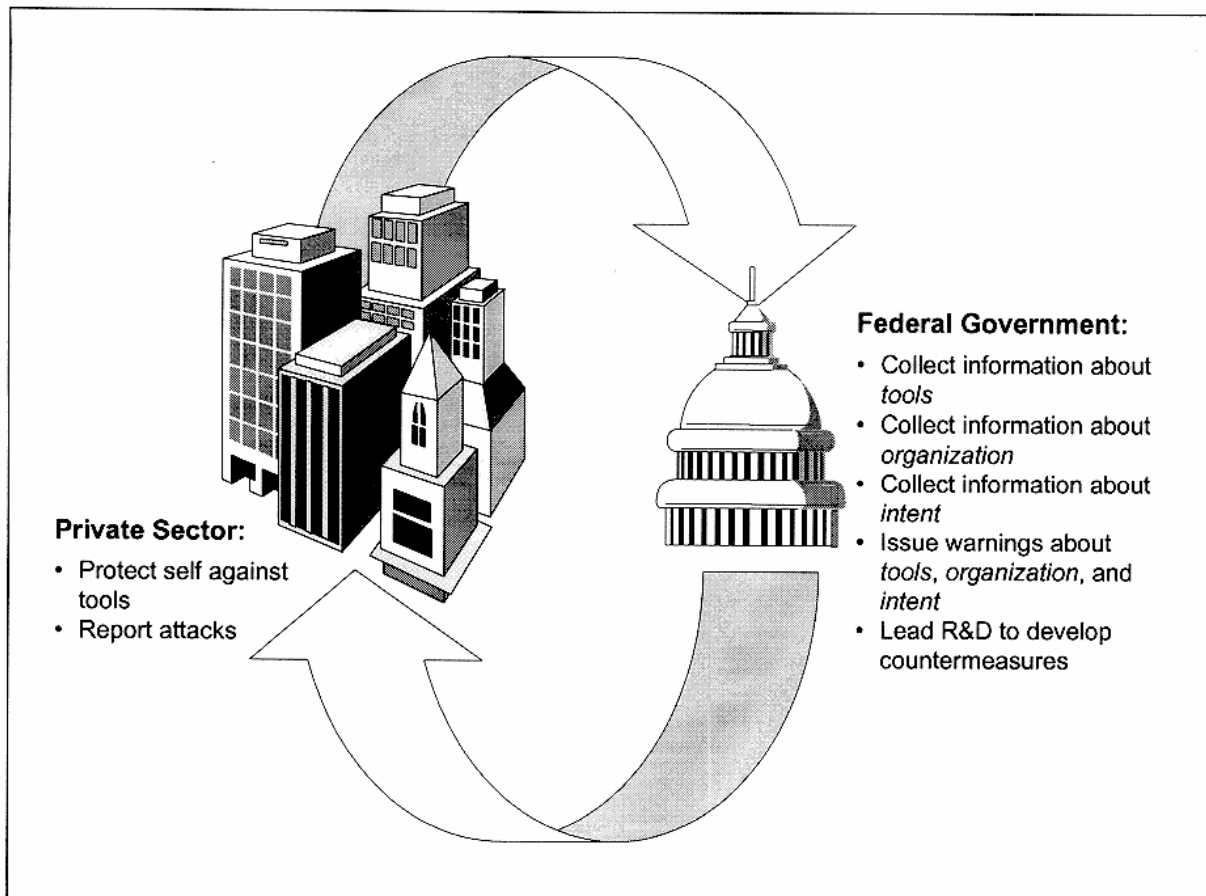 Federal Government:
• Collect information about
tools
• Collect information about
organization
• Collect information about
intent
• Issue warnings about
tools, organization, and
intent
• Lead R&D to develop
countermeasures
Private Sector:
• Protect self against
tools
• Report attacks